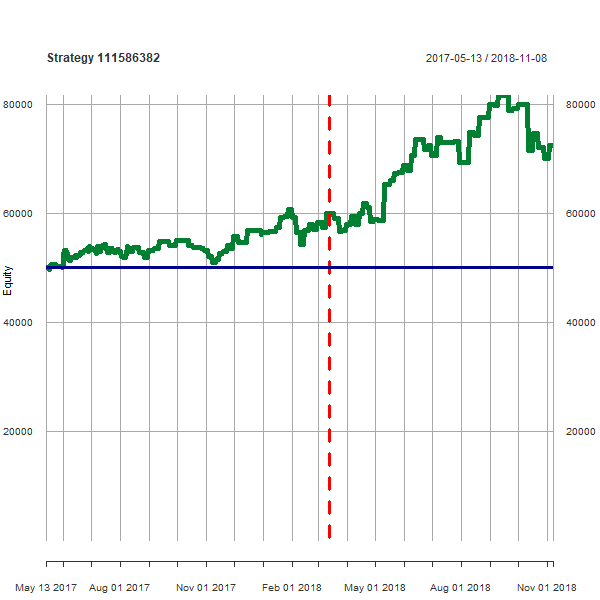 Strategy 111586382
2017-05-13 / 2018-11-08
80000
80000
60000
60000
Equity
40000
40000
20000
20000
May 13 2017
Aug 01 2017
Nov 01 2017
Feb 01 2018
May 01 2018
Aug 01 2018
Nov 01 2018